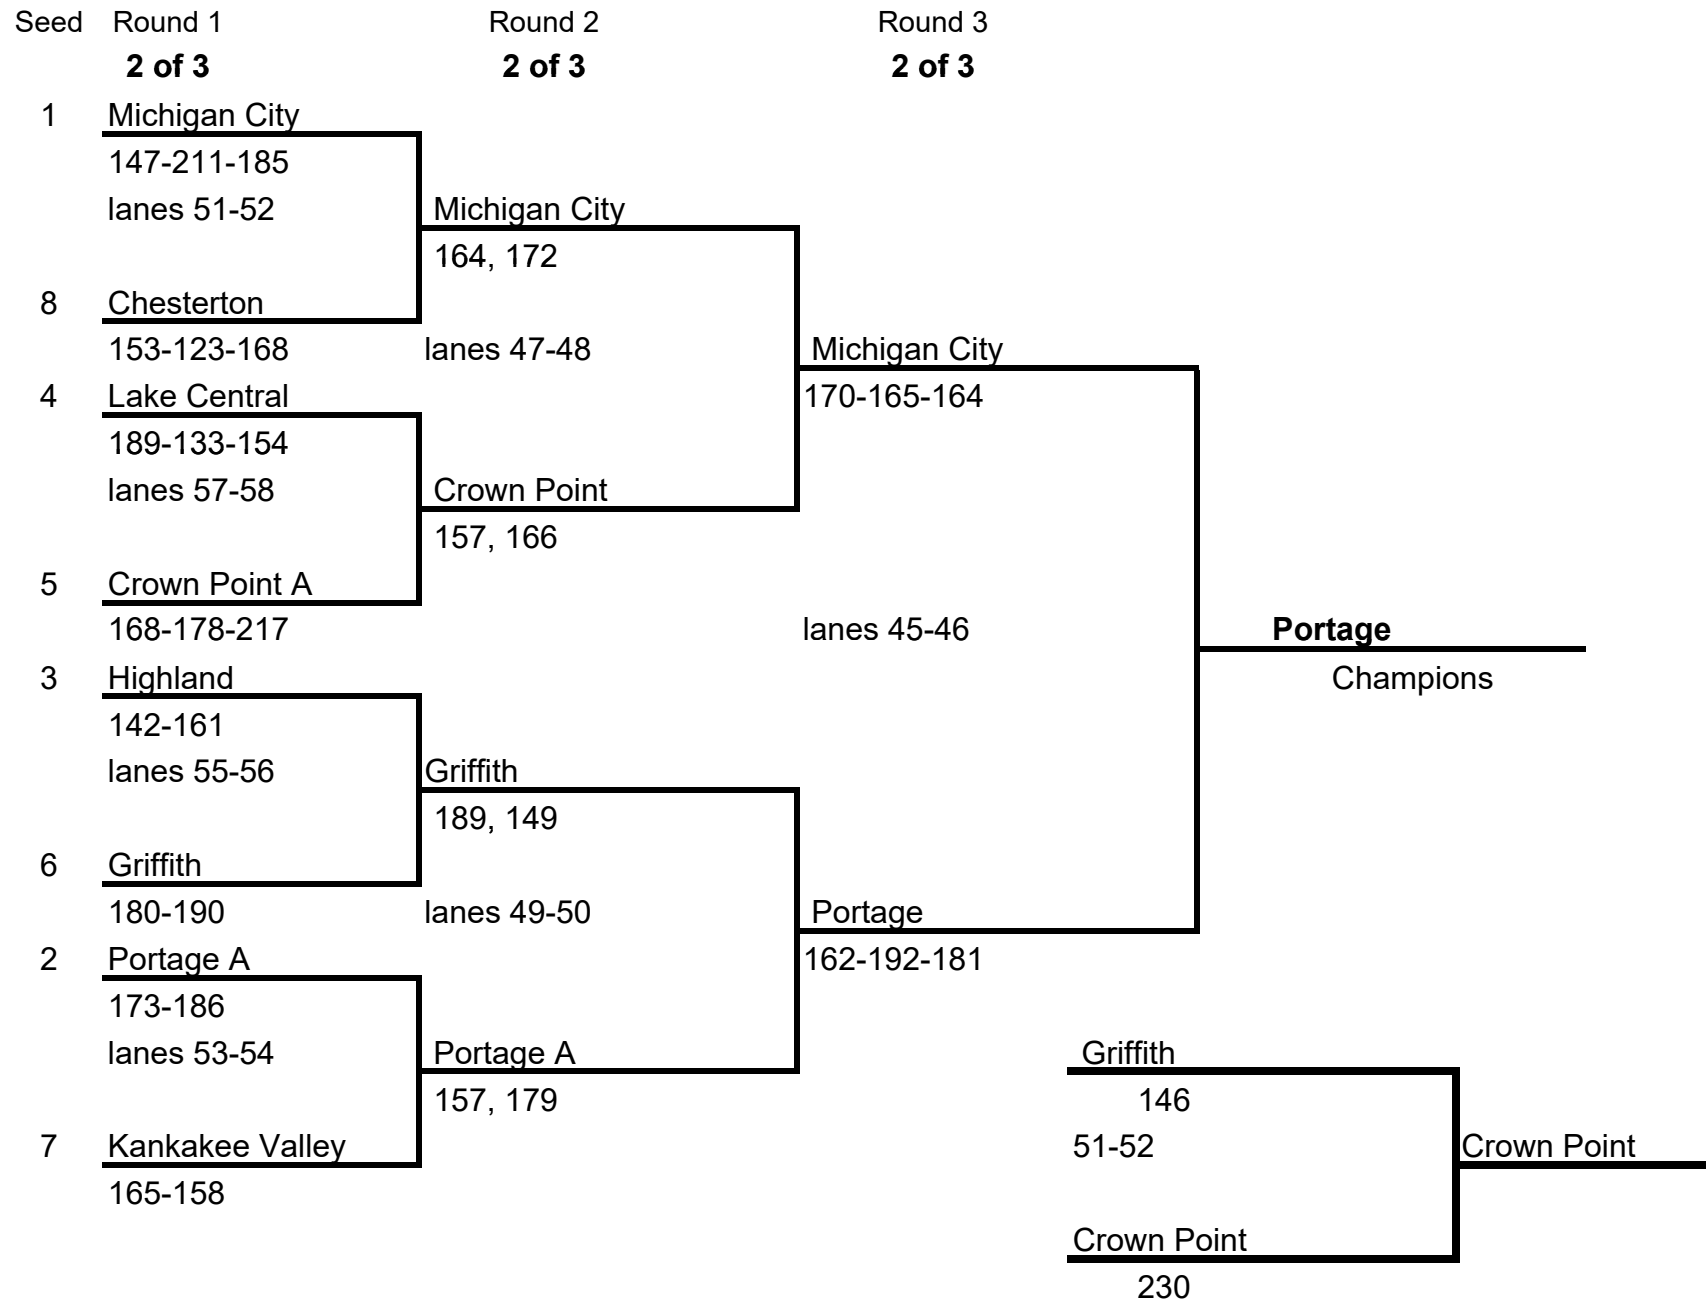 Seed Round 1 Round 2 Round 3
2 of 3 2 of 3 2 of 3
1 Michigan City
147-211-185
lanes 51-52 Michigan City
164, 172
8 Chesterton
153-123-168 lanes 47-48 Michigan City
4 Lake Central 170-165-164
189-133-154
lanes 57-58 Crown Point
157, 166
5 Crown Point A
168-178-217 lanes 45-46 Portage
3 Highland Champions
142-161
lanes 55-56 Griffith
189, 149
6 Griffith
180-190 lanes 49-50 Portage
2 Portage A 162-192-181
173-186
lanes 53-54 Portage A Griffith
157, 179 146
7 Kankakee Valley 51-52 Crown Point
165-158
Crown Point
230